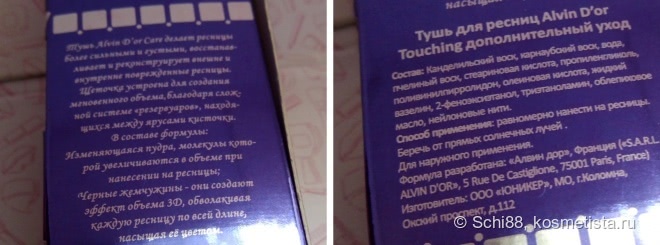 Тушь Alvin D'or Care делает ресницы
более сильными и густыми, восстанав-
ливает и реконструирует внешне и
внутренне поврежденные ресницы.
Щеточка устроена для создания
мгновенного объема, благодаря слож-
ной системе «резервуаров», находя-
щихся между ярусами кисточки.
В составе формулы:
Изменяющаяся пудра, молекулы кото-
рой увеличиваются в объеме при
нанесении на ресницы;
Черные жемчужины - они создают
эффект объема 3D, обволакивая
каждую ресницу по всей длине,
насыщая её цветом.
насыщая
Тушь для ресниц Alvin D'or
Touching дополнительный уход
Состав: Канделильский воск, карнаубский воск, вода,
пчелиный воск, стеариновая кислота, пропиленгликоль,
поливинилпирролидон, олеиновая кислота, жидкий
вазелин, 2-феноэксиэтанол, триэтаноламин, облепиховое
масло, нейлоновые нити.
Способ применения: равномерно нанести на ресницы.
Беречь от прямых солнечных лучей .
Для наружного применения.
Формула разработана: «Алвин дор», Франция («S.A.R.L.
ALVIN D'OR», 5 Rue De Castiglione, 75001 Paris, France)
Изготовитель: ООО «ЮНИКЕР», МО, г.Коломна,
Окский проспект, д.112
© Schi88_kosmetista.ru